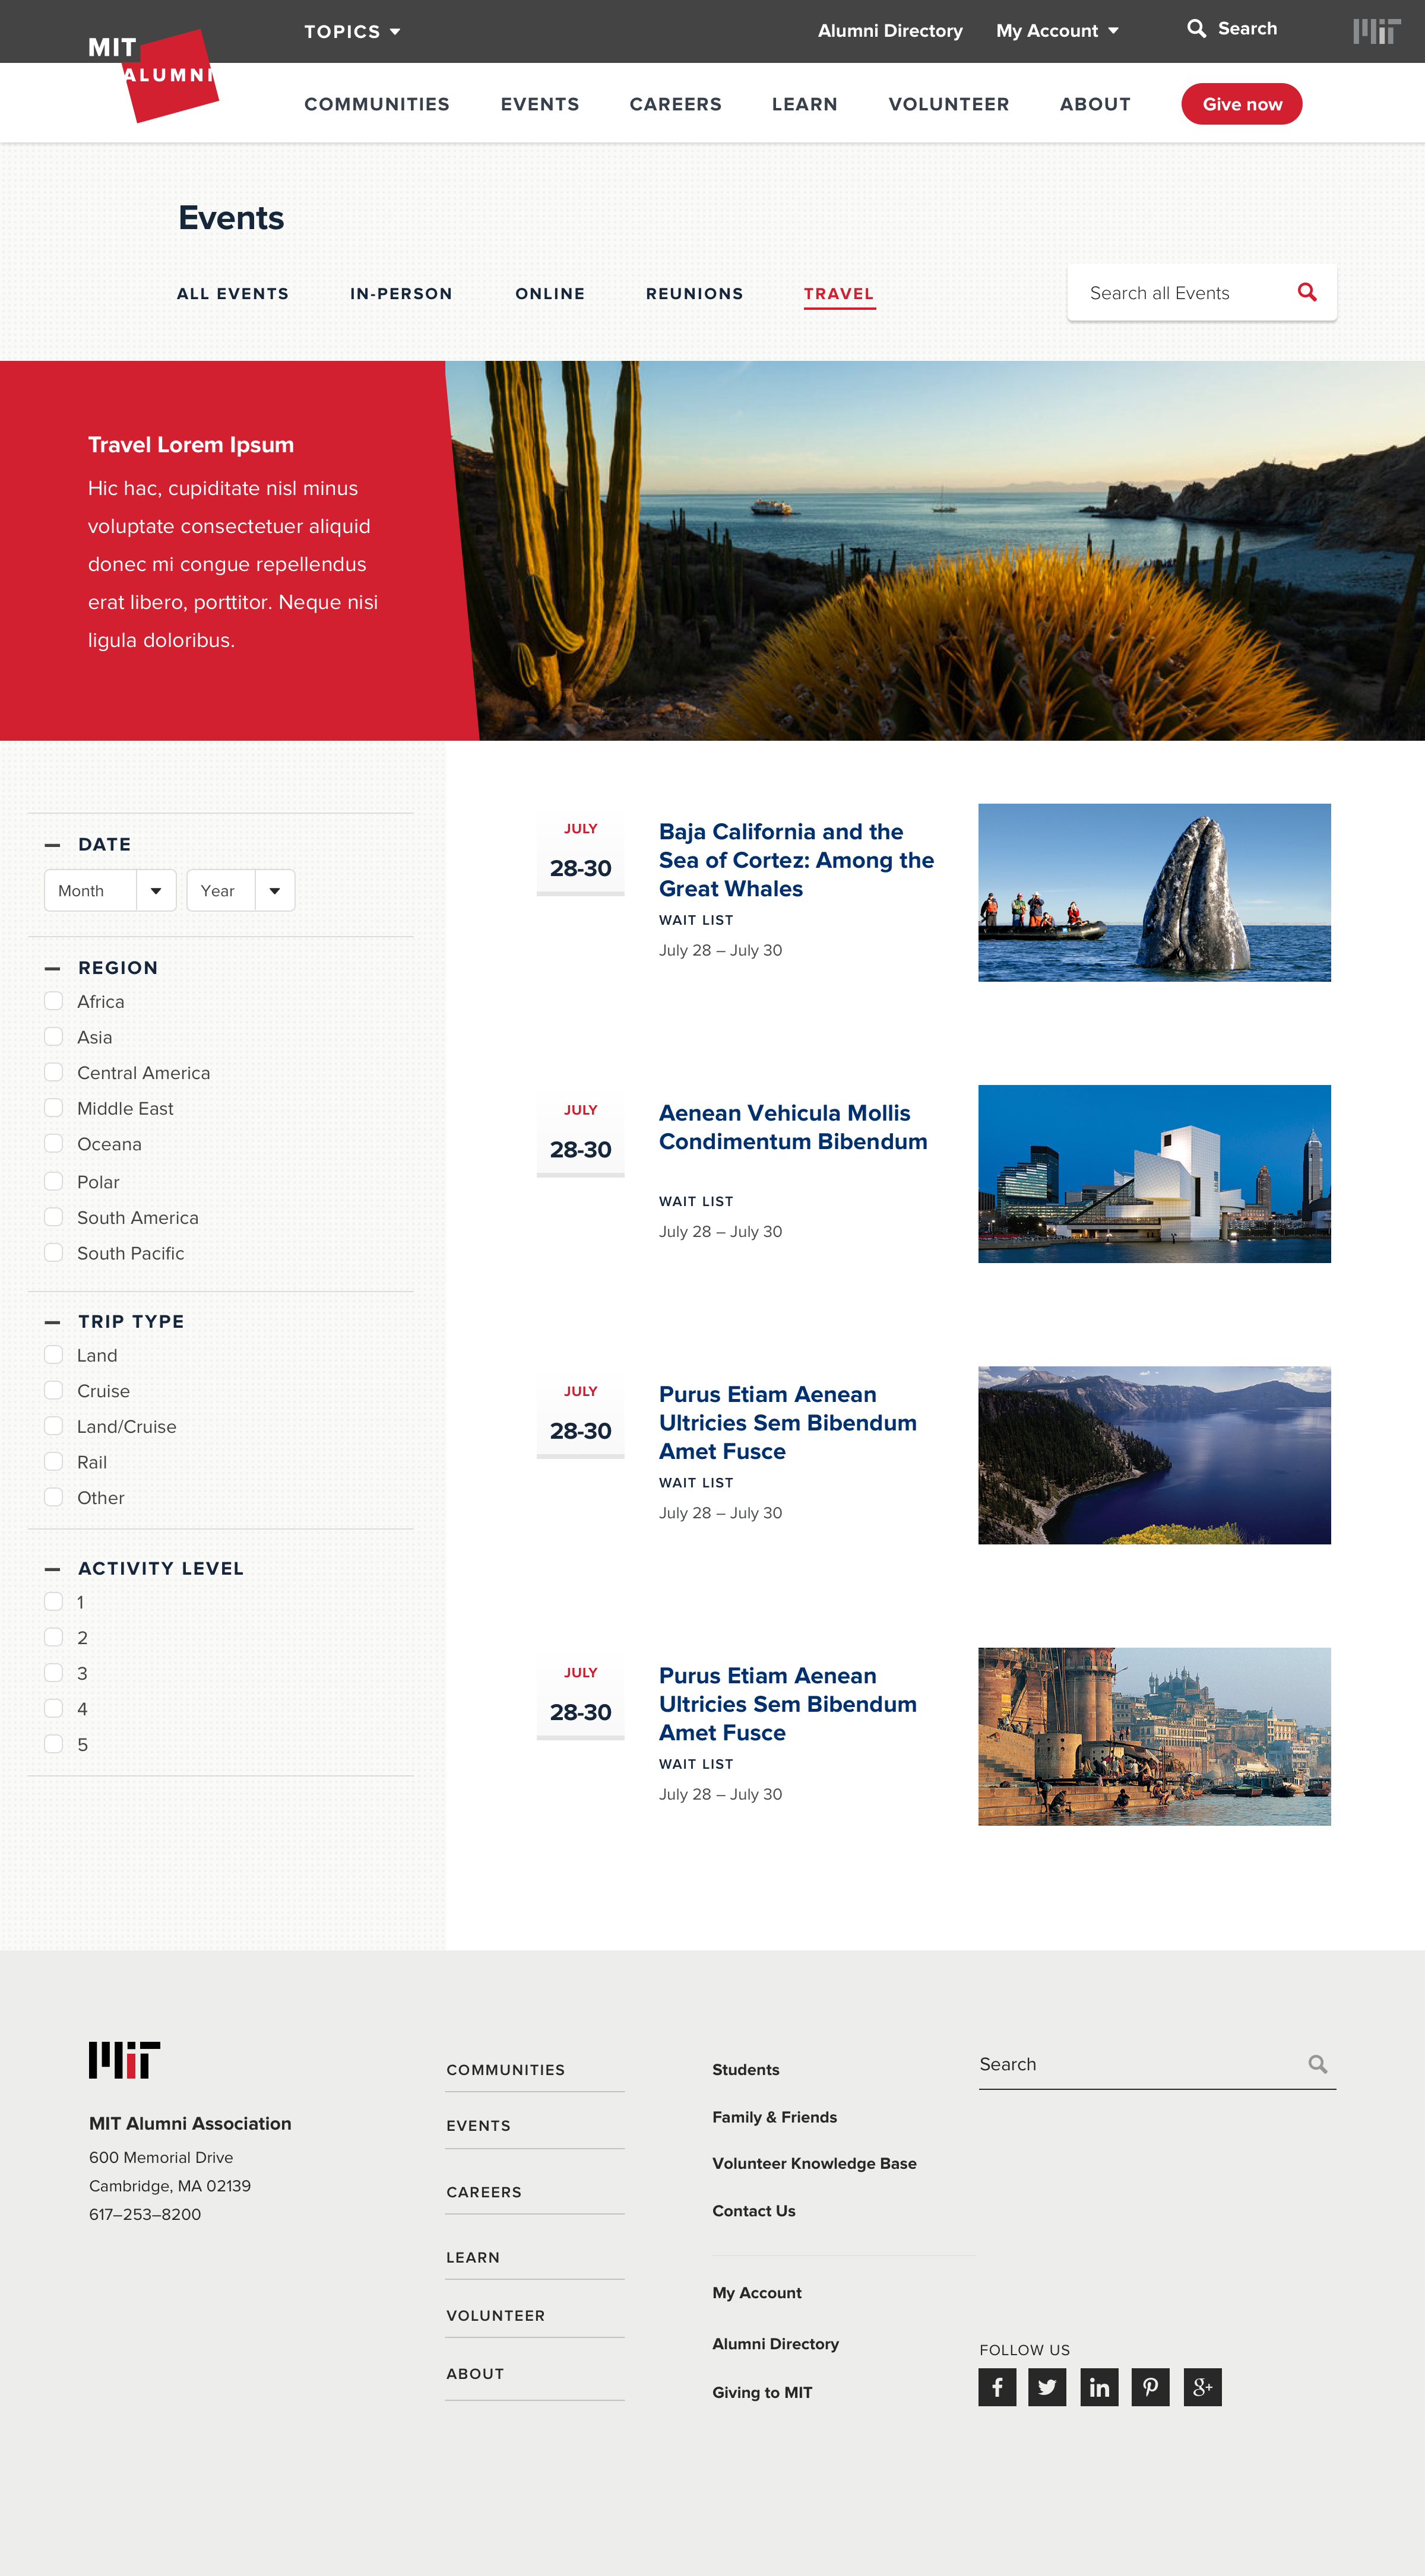 MIT
ALUMNI
TOPICS
Alumni Directory
My Account
Search
COMMUNITIES
EVENTS
CAREERS
LEARN
VOLUNTEER
ABOUT
Give now
Events
ALL EVENTS
IN-PERSON
ONLINE
REUNIONS
TRAVEL
Search all Events
Travel Lorem Ipsum
Hic hac, cupiditate nisl minus
voluptate consectetuer aliquid
donec mi congue repellendus
erat libero, porttitor. Neque nisi
ligula doloribus.
DATE
Month
Year
REGION
Africa
Asia
Central America
Middle East
Oceana
Polar
South America
South Pacific
TRIP TYPE
Land
Cruise
Land/Cruise
Rail
Other
ACTIVITY LEVEL
1
2
3
4
5
JULY
28-30
Baja California and the
Sea of Cortez: Among the
Great Whales
WAIT LIST
July 28 – July 30
JULY
28-30
Aenean Vehicula Mollis
Condimentum Bibendum
WAIT LIST
July 28 – July 30
JULY
28-30
Purus Etiam Aenean
Ultricies Sem Bibendum
Amet Fusce
WAIT LIST
July 28 – July 30
JULY
28-30
Purus Etiam Aenean
Ultricies Sem Bibendum
Amet Fusce
WAIT LIST
July 28 – July 30
MIT Alumni Association
600 Memorial Drive
Cambridge, MA 02139
617–253–8200
COMMUNITIES
EVENTS
CAREERS
LEARN
VOLUNTEER
ABOUT
Students
Family & Friends
Volunteer Knowledge Base
Contact Us
My Account
Alumni Directory
Giving to MIT
Search
FOLLOW US